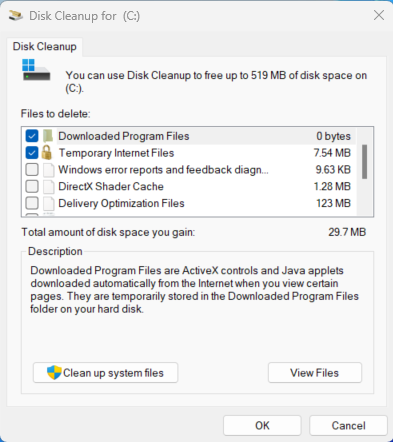 Disk Cleanup for  (C:)
Disk Cleanup
You can use Disk Cleanup to free up to 519 MB of disk space on
(C:).
Files to delete:
Downloaded Program Files 0 bytes
Temporary Internet Files 7.54 MB
Windows error reports and feedback diagn... 9.63 KB
DirectX Shader Cache 1.28 MB
Delivery Optimization Files 123 MB
Total amount of disk space you gain: 29.7 MB
Description
Downloaded Program Files are ActiveX controls and Java applets
downloaded automatically from the Internet when you view certain
pages. They are temporarily stored in the Downloaded Program Files
folder on your hard disk.
Clean up system files View Files
OK Cancel